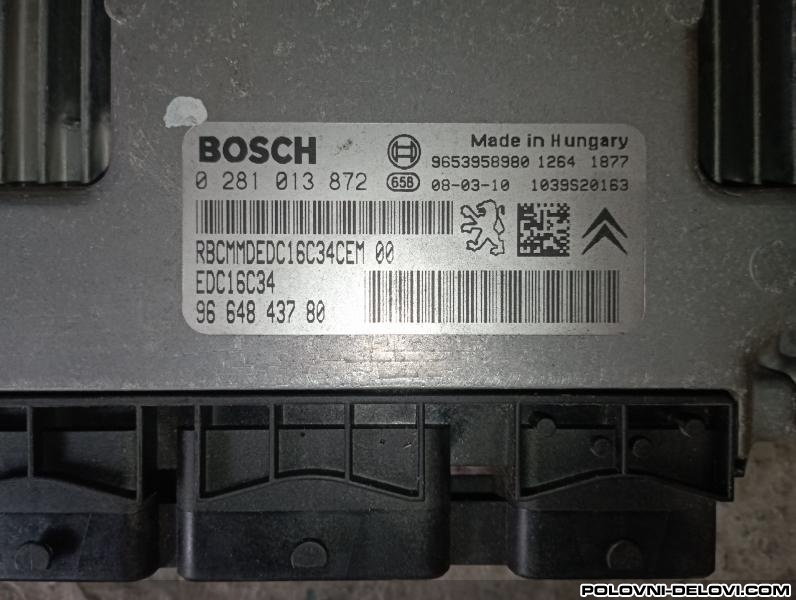 BOSCH
Made in Hungary
9653958980 1264 1877
0 281 013 872 658 08-03-10 1039S20163
RBCMMDEDC16C34CEM 00
EDC16C34
96 648 437 80
POLOVNI-DELOVI.COM